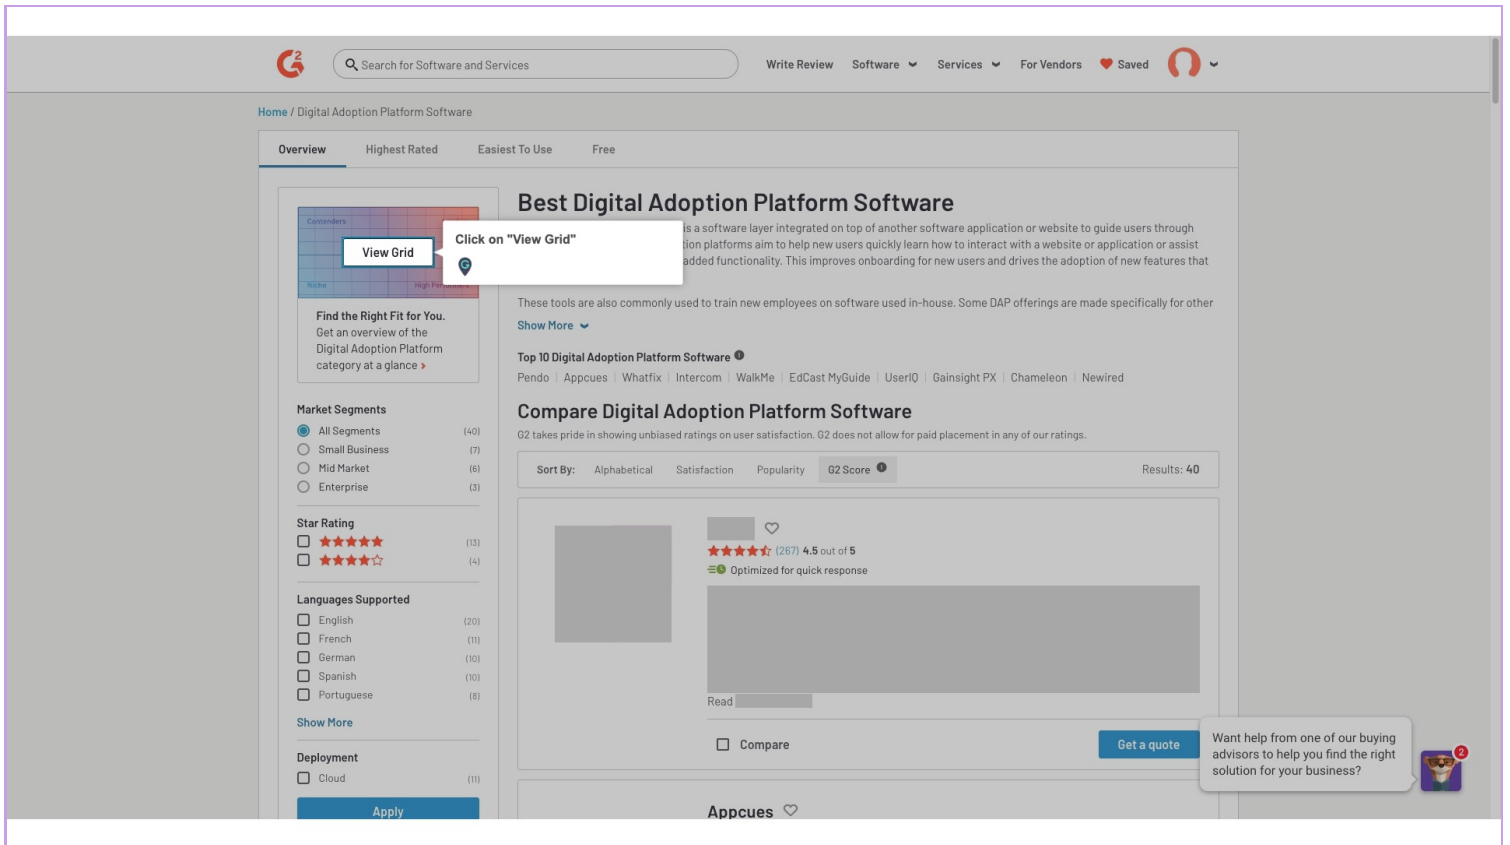 G2
Search for Software and Services
Write Review Software Services For Vendors Saved
Home / Digital Adoption Platform Software
Overview Highest Rated Easiest To Use Free
Contenders
View Grid
Niche High Performers
Click on "View Grid"
Find the Right Fit for You.
Get an overview of the
Digital Adoption Platform
category at a glance ›
Market Segments
All Segments (40)
Small Business (7)
Mid Market (6)
Enterprise (3)
Star Rating
(13)
(4)
Languages Supported
English (20)
French (11)
German (10)
Spanish (10)
Portuguese (8)
Show More
Deployment
Cloud (11)
Apply
Best Digital Adoption Platform Software
is a software layer integrated on top of another software application or website to guide users through
tion platforms aim to help new users quickly learn how to interact with a website or application or assist
added functionality. This improves onboarding for new users and drives the adoption of new features that
These tools are also commonly used to train new employees on software used in-house. Some DAP offerings are made specifically for other
Show More
Top 10 Digital Adoption Platform Software
Pendo | Appcues | Whatfix | Intercom | WalkMe | EdCast MyGuide | UserIQ | Gainsight PX | Chameleon | Newired
Compare Digital Adoption Platform Software
G2 takes pride in showing unbiased ratings on user satisfaction. G2 does not allow for paid placement in any of our ratings.
Sort By: Alphabetical Satisfaction Popularity G2 Score Results: 40
(267) 4.5 out of 5
Optimized for quick response
Read
Compare Get a quote
Appcues
Want help from one of our buying
advisors to help you find the right
solution for your business?
2